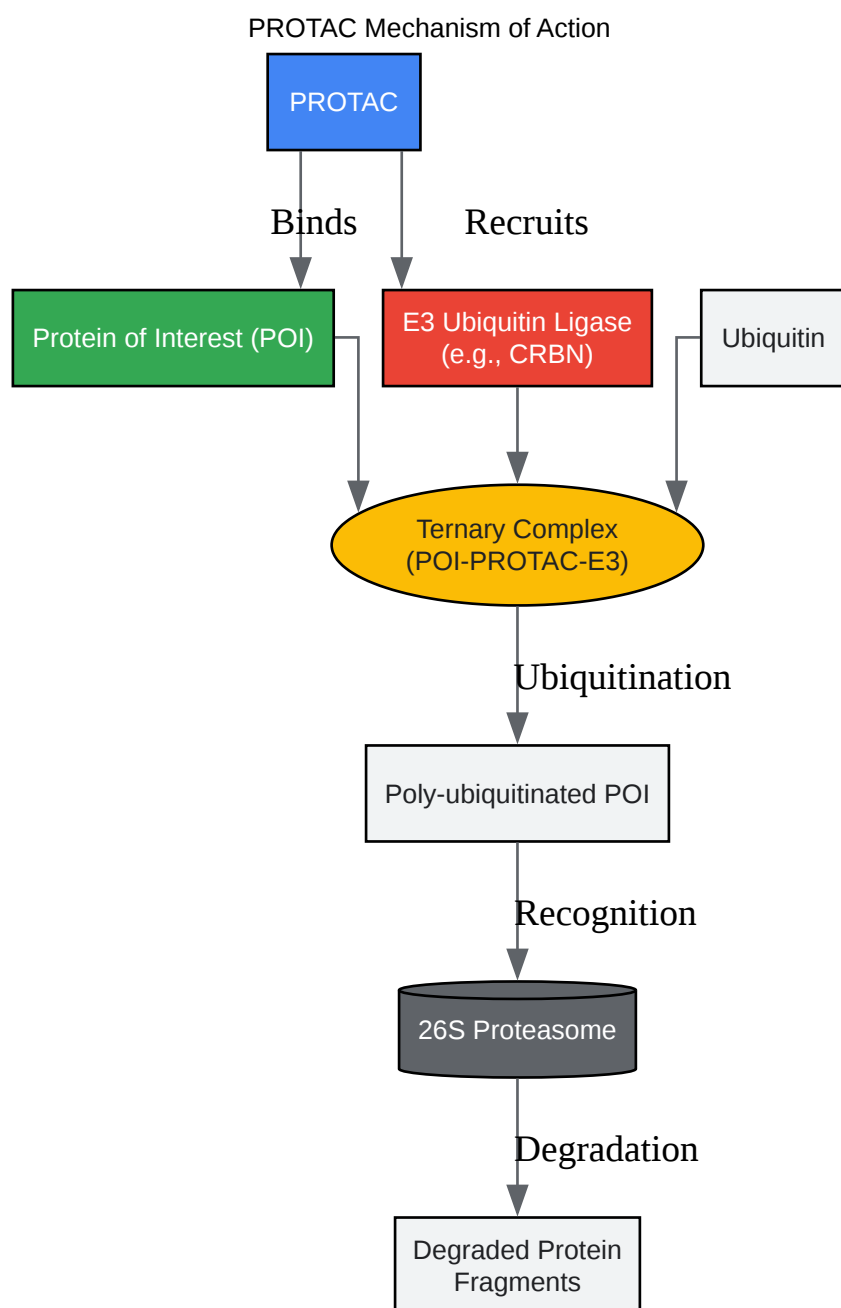 PROTAC Mechanism of Action
PROTAC
Binds
Recruits
Protein of Interest (POI)
E3 Ubiquitin Ligase
(e.g., CRBN)
Ubiquitin
Ternary Complex
(POI-PROTAC-E3)
Ubiquitination
Poly-ubiquitinated POI
Recognition
26S Proteasome
Degradation
Degraded Protein
Fragments